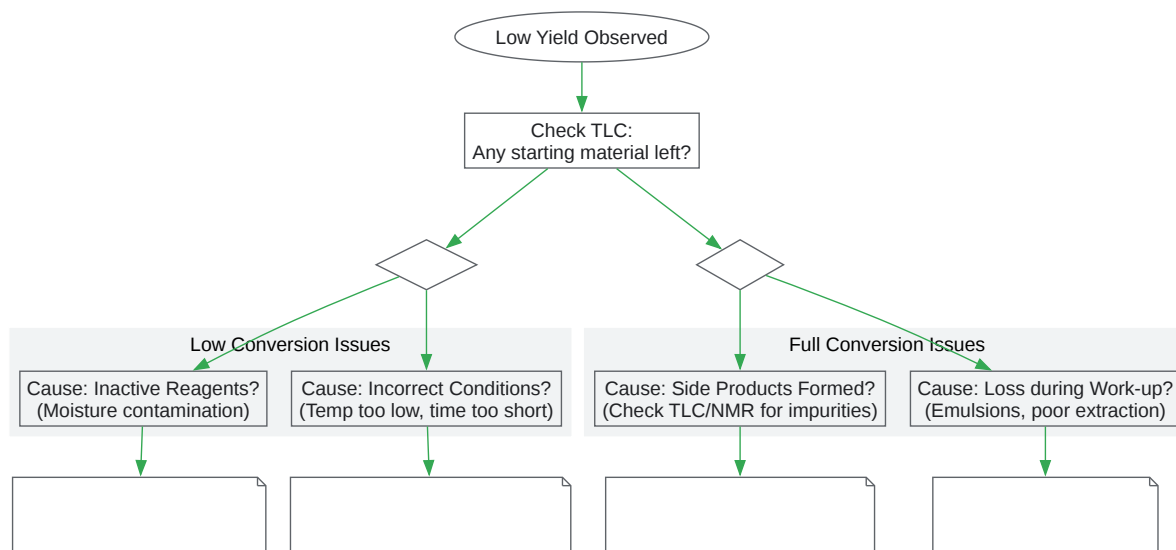 Low Yield Observed
Check TLC:
Any starting material left?
Low Conversion Issues
Full Conversion Issues
Cause: Inactive Reagents?
(Moisture contamination)
Cause: Incorrect Conditions?
(Temp too low, time too short)
Cause: Side Products Formed?
(Check TLC/NMR for impurities)
Cause: Loss during Work-up?
(Emulsions, poor extraction)